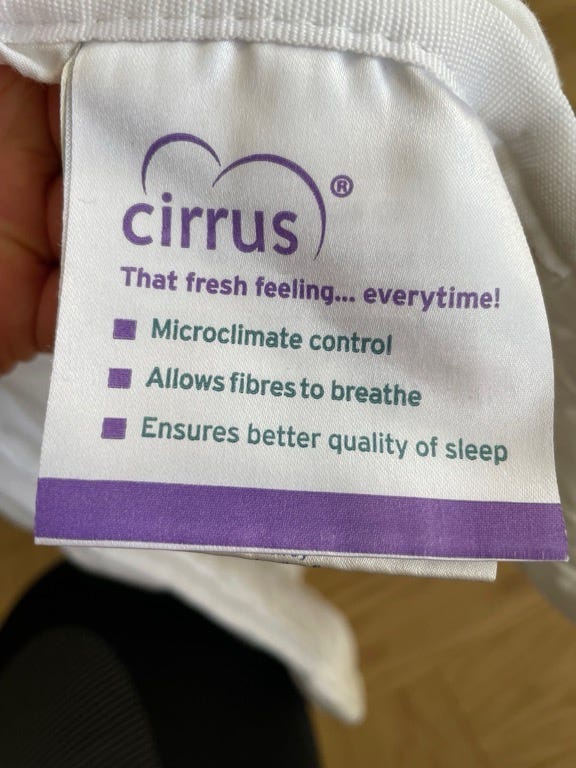 cirrus®
That fresh feeling... everytime!
Microclimate control
Allows fibres to breathe
Ensures better quality of sleep